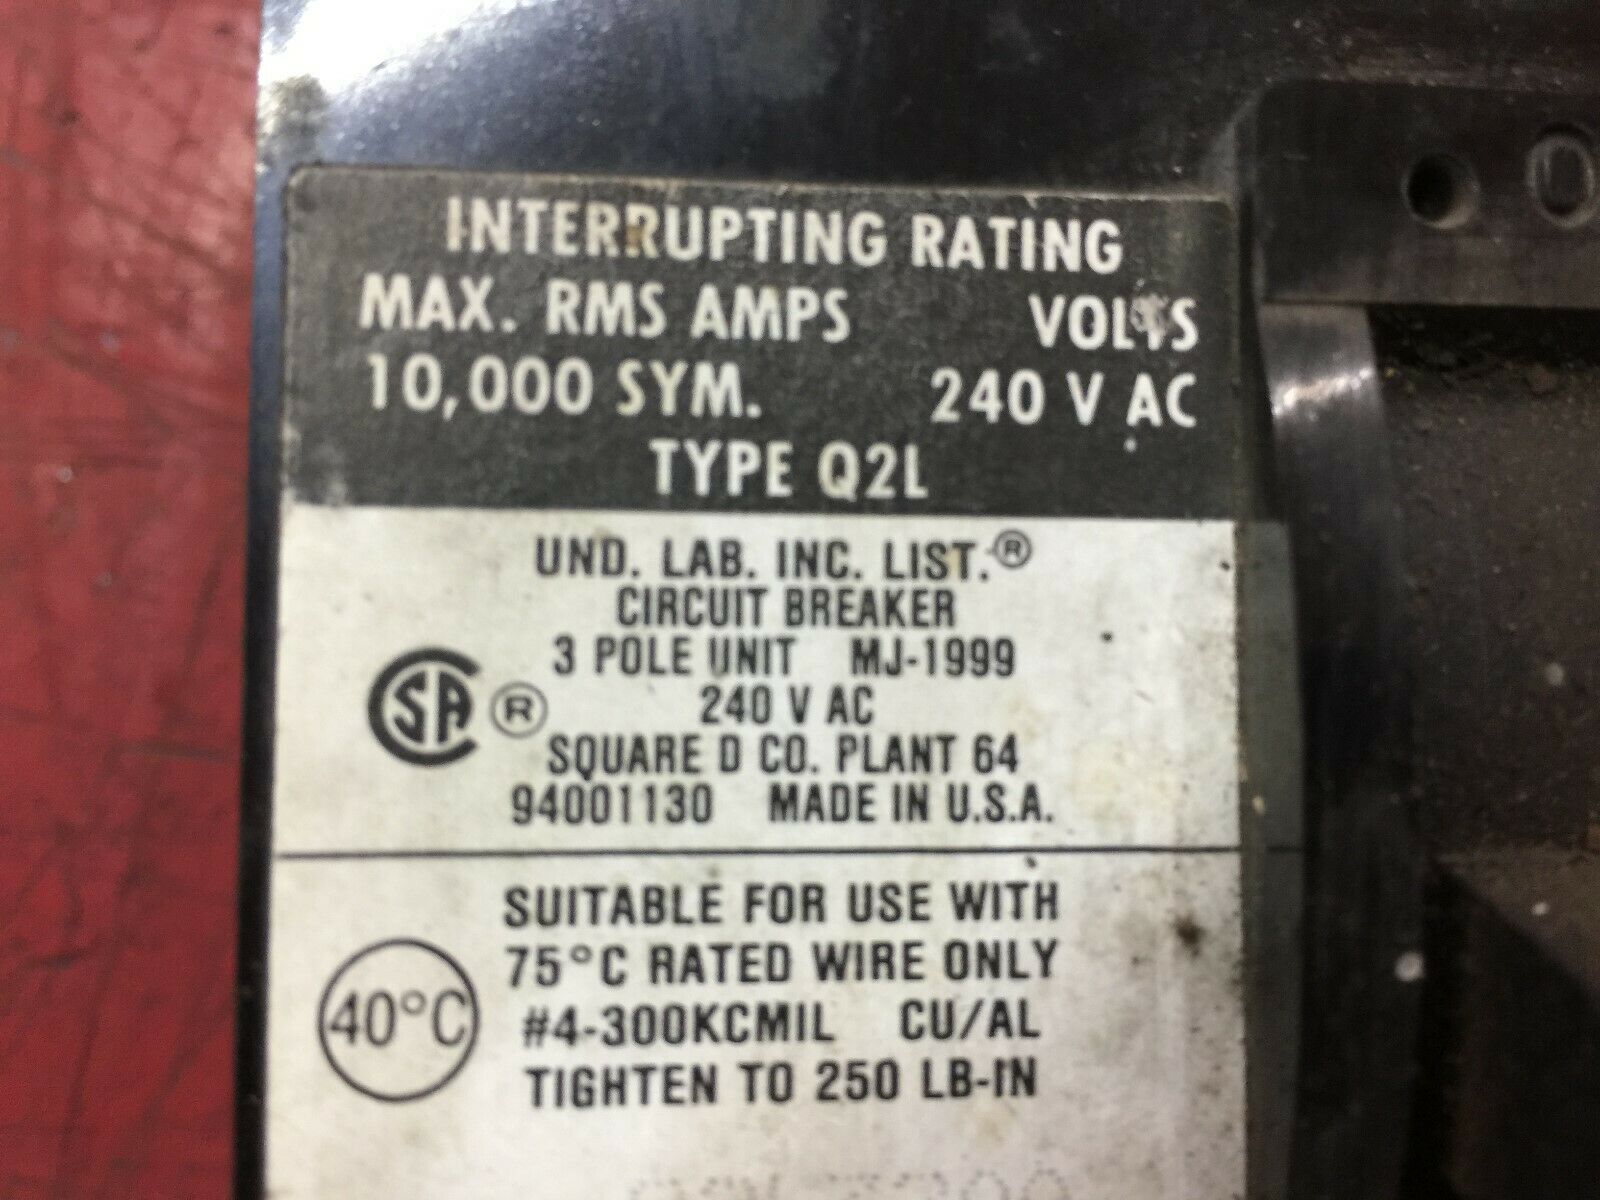 INTERRUPTING RATING
MAX. RMS AMPS VOLTS
10,000 SYM. 240 V AC
TYPE Q2L
UND. LAB. INC. LIST.®
CIRCUIT BREAKER
3 POLE UNIT MJ-1999
SA ® 240 V AC
SQUARE D CO. PLANT 64
94001130 MADE IN U.S.A.
SUITABLE FOR USE WITH
75°C RATED WIRE ONLY
40°C #4-300KCMIL CU/AL
TIGHTEN TO 250 LB-IN